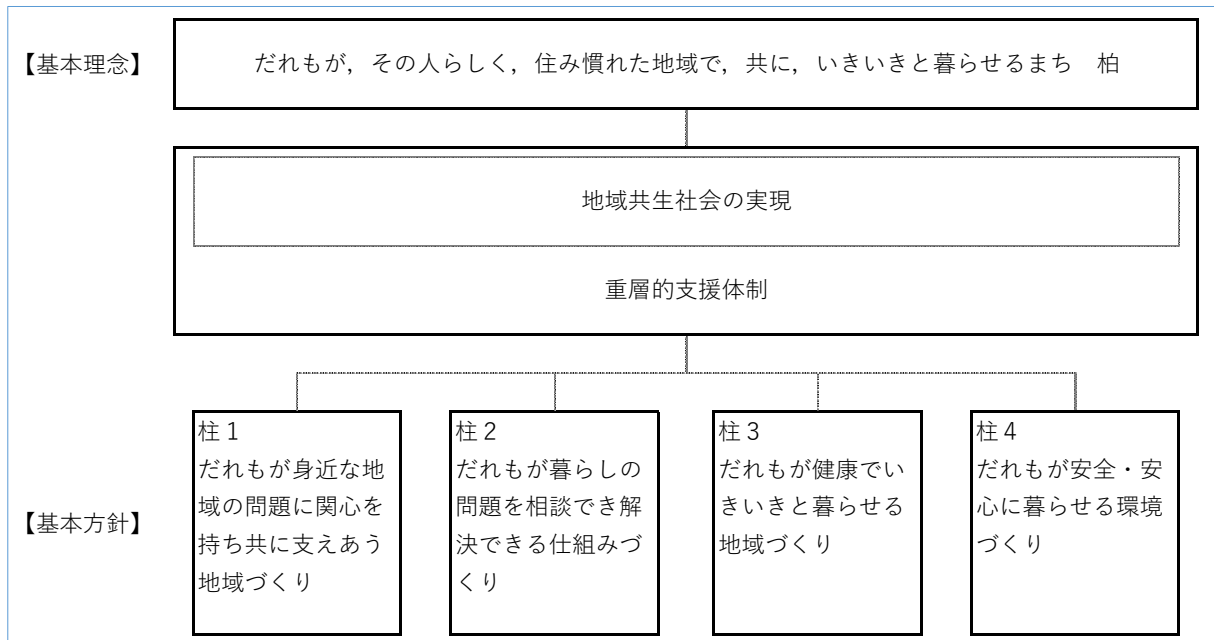 【基本理念】
だれもが，その人らしく，住み慣れた地域で，共に，いきいきと暮らせるまち　柏
地域共生社会の実現
重層的支援体制
【基本方針】
柱１
だれもが身近な地
域の問題に関心を
持ち共に支えあう
地域づくり
柱２
だれもが暮らしの
問題を相談でき解
決できる仕組みづ
くり
柱３
だれもが健康でい
きいきと暮らせる
地域づくり
柱４
だれもが安全・安
心に暮らせる環境
づくり